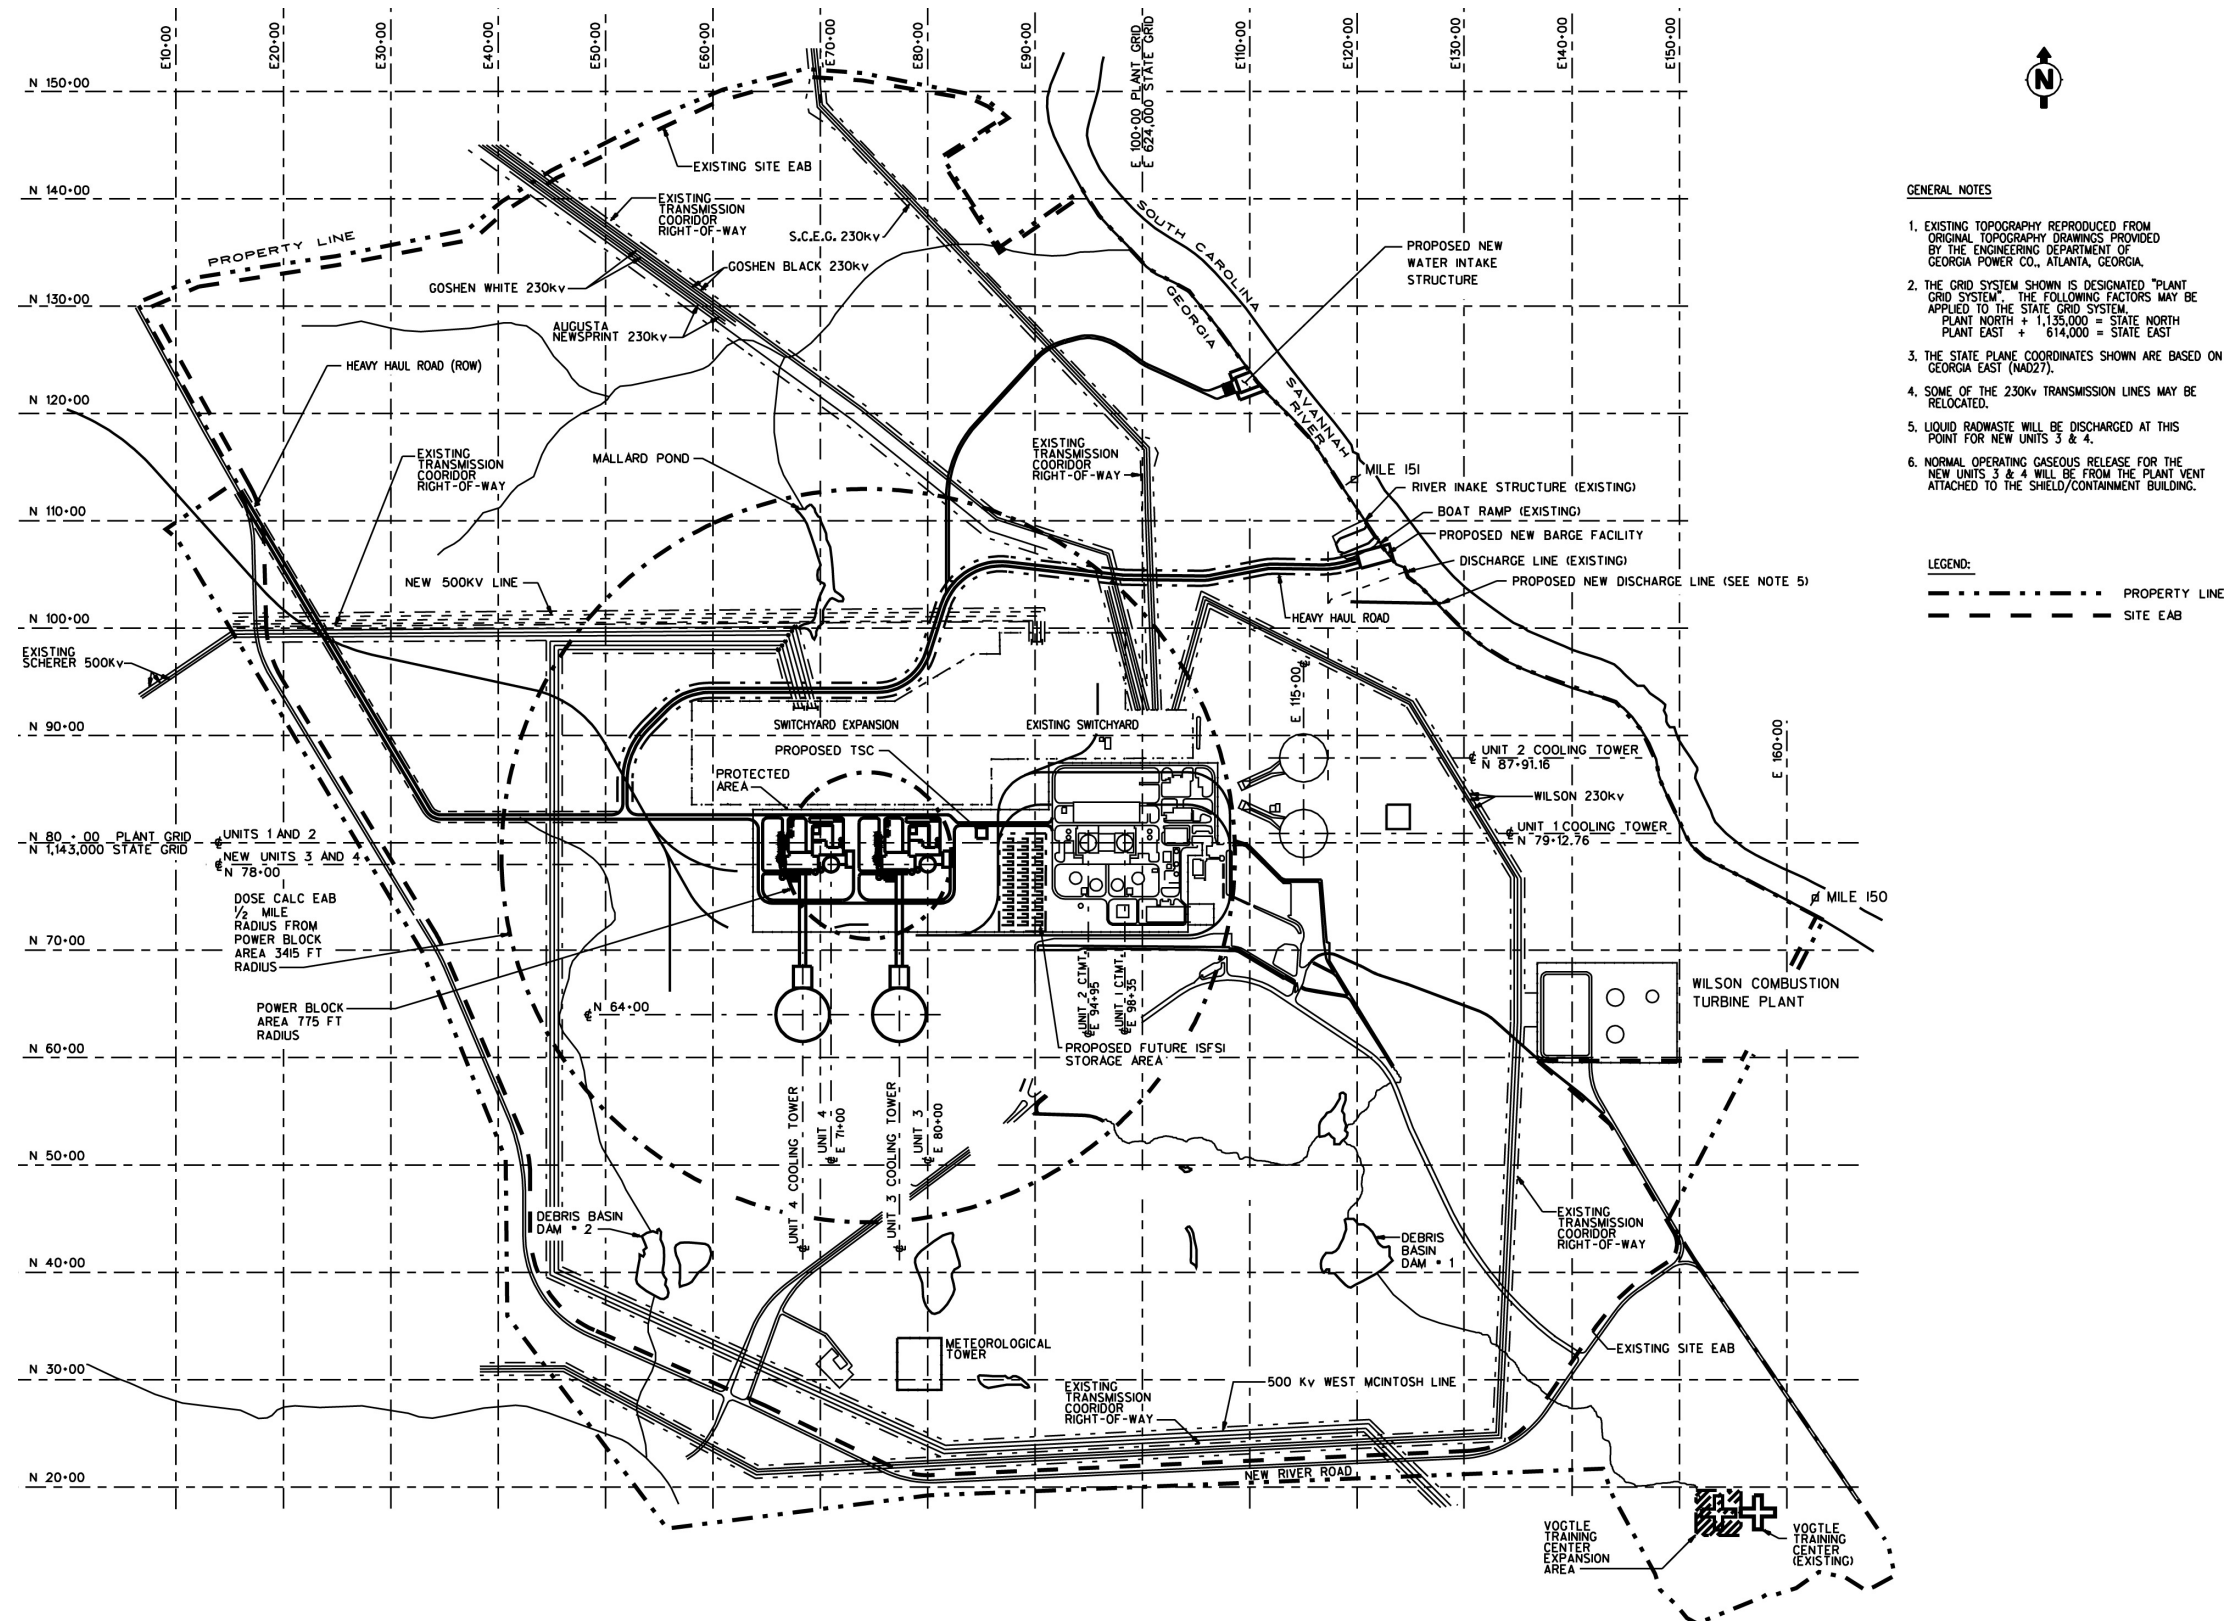 E10+00
E20+00
E30+00
E40+00
E50+00
E60+00
E70+00
E80+00
E90+00
E 100+00 PLANT GRID
E 624,000 STATE GRID
E110+00
E120+00
E130+00
E140+00
E150+00
N
N 150+00
N 140+00
N 130+00
N 120+00
N 110+00
N 100+00
N 90+00
N 80+00 PLANT GRID
N 1,143,000 STATE GRID
N 70+00
N 60+00
N 50+00
N 40+00
N 30+00
N 20+00
EXISTING SITE EAB
EXISTING
TRANSMISSION
COORIDOR
RIGHT-OF-WAY
S.C.E.G. 230kv
PROPERTY LINE
GOSHEN BLACK 230kv
GOSHEN WHITE 230kv
AUGUSTA
NEWSPRINT 230kv
SOUTH CAROLINA
GEORGIA
SAVANNAH
RIVER
PROPOSED NEW
WATER INTAKE
STRUCTURE
HEAVY HAUL ROAD (ROW)
EXISTING
TRANSMISSION
COORIDOR
RIGHT-OF-WAY
MALLARD POND
EXISTING
TRANSMISSION
COORIDOR
RIGHT-OF-WAY
MILE 151
RIVER INAKE STRUCTURE (EXISTING)
BOAT RAMP (EXISTING)
PROPOSED NEW BARGE FACILITY
DISCHARGE LINE (EXISTING)
PROPOSED NEW DISCHARGE LINE (SEE NOTE 5)
NEW 500KV LINE
HEAVY HAUL ROAD
EXISTING
SCHERER 500Kv
E 115+00
SWITCHYARD EXPANSION
EXISTING SWITCHYARD
PROPOSED TSC
PROTECTED
AREA
UNIT 2 COOLING TOWER
N 87+91.16
E 160+00
WILSON 230kv
UNIT 1 COOLING TOWER
N 79+12.76
UNITS 1 AND 2
NEW UNITS 3 AND 4
N 78+00
DOSE CALC EAB
1/2 MILE
RADIUS FROM
POWER BLOCK
AREA 3415 FT
RADIUS
MILE 150
POWER BLOCK
AREA 775 FT
RADIUS
N 64+00
UNIT 2 CTMT.
E 94+95
UNIT 1 CTMT.
E 98+35
WILSON COMBUSTION
TURBINE PLANT
PROPOSED FUTURE ISFSI
STORAGE AREA
UNIT 4 COOLING TOWER
UNIT 4
E 71+00
UNIT 3 COOLING TOWER
UNIT 3
E 80+00
DEBRIS BASIN
DAM # 2
DEBRIS
BASIN
DAM # 1
EXISTING
TRANSMISSION
COORIDOR
RIGHT-OF-WAY
METEOROLOGICAL
TOWER
EXISTING SITE EAB
EXISTING
TRANSMISSION
COORIDOR
RIGHT-OF-WAY
500 Kv WEST MCINTOSH LINE
NEW RIVER ROAD
VOGTLE
TRAINING
CENTER
EXPANSION
AREA
VOGTLE
TRAINING
CENTER
(EXISTING)
GENERAL NOTES
1. EXISTING TOPOGRAPHY REPRODUCED FROM
ORIGINAL TOPOGRAPHY DRAWINGS PROVIDED
BY THE ENGINEERING DEPARTMENT OF
GEORGIA POWER CO., ATLANTA, GEORGIA.
2. THE GRID SYSTEM SHOWN IS DESIGNATED "PLANT
GRID SYSTEM". THE FOLLOWING FACTORS MAY BE
APPLIED TO THE STATE GRID SYSTEM.
PLANT NORTH + 1,135,000 = STATE NORTH
PLANT EAST + 614,000 = STATE EAST
3. THE STATE PLANE COORDINATES SHOWN ARE BASED ON
GEORGIA EAST (NAD27).
4. SOME OF THE 230Kv TRANSMISSION LINES MAY BE
RELOCATED.
5. LIQUID RADWASTE WILL BE DISCHARGED AT THIS
POINT FOR NEW UNITS 3 & 4.
6. NORMAL OPERATING GASEOUS RELEASE FOR THE
NEW UNITS 3 & 4 WILL BE FROM THE PLANT VENT
ATTACHED TO THE SHIELD/CONTAINMENT BUILDING.
LEGEND:
PROPERTY LINE
SITE EAB